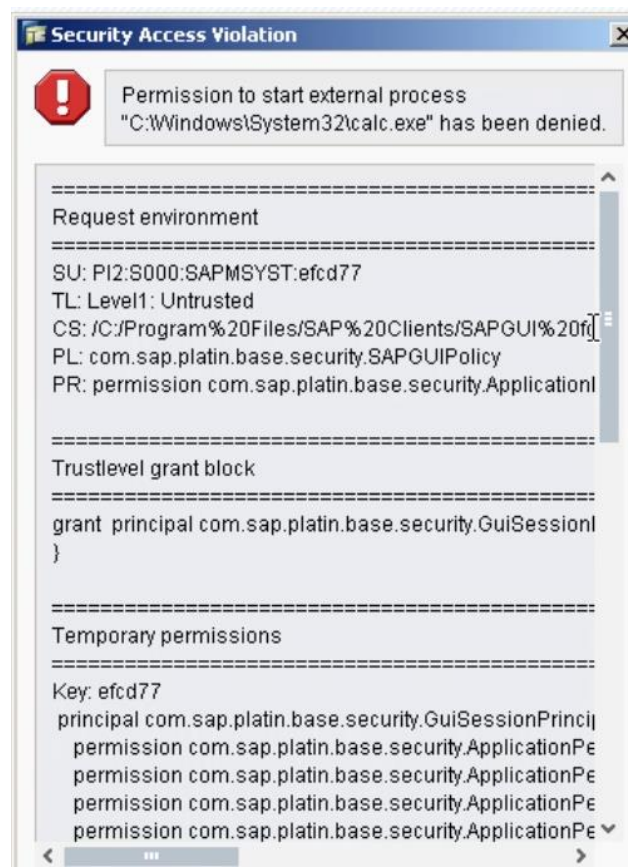 Security Access Violation
Permission to start external process
"C:\Windows\System32\calc.exe" has been denied.
==============================================
Request environment
==============================================
SU: PI2:S000:SAPMSYST:efcd77
TL: Level1: Untrusted
CS: /C:/Program%20Files/SAP%20Clients/SAPGUI%20f
PL: com.sap.platin.base.security.SAPGUIPolicy
PR: permission com.sap.platin.base.security.Application
==============================================
Trustlevel grant block
==============================================
grant principal com.sap.platin.base.security.GuiSession
}
==============================================
Temporary permissions
==============================================
Key: efcd77
principal com.sap.platin.base.security.GuiSessionPrincip
permission com.sap.platin.base.security.ApplicationPe
permission com.sap.platin.base.security.ApplicationPe
permission com.sap.platin.base.security.ApplicationPe
permission com.sap.platin.base.security.ApplicationPe